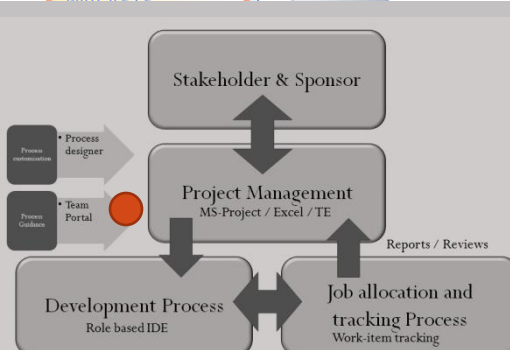 Stakeholder & Sponsor
Process
customization
• Process
designer
Process
Guidance
• Team
Portal
Project Management
MS-Project / Excel / TE
Reports / Reviews
Development Process
Role based IDE
Job allocation and
tracking Process
Work-item tracking